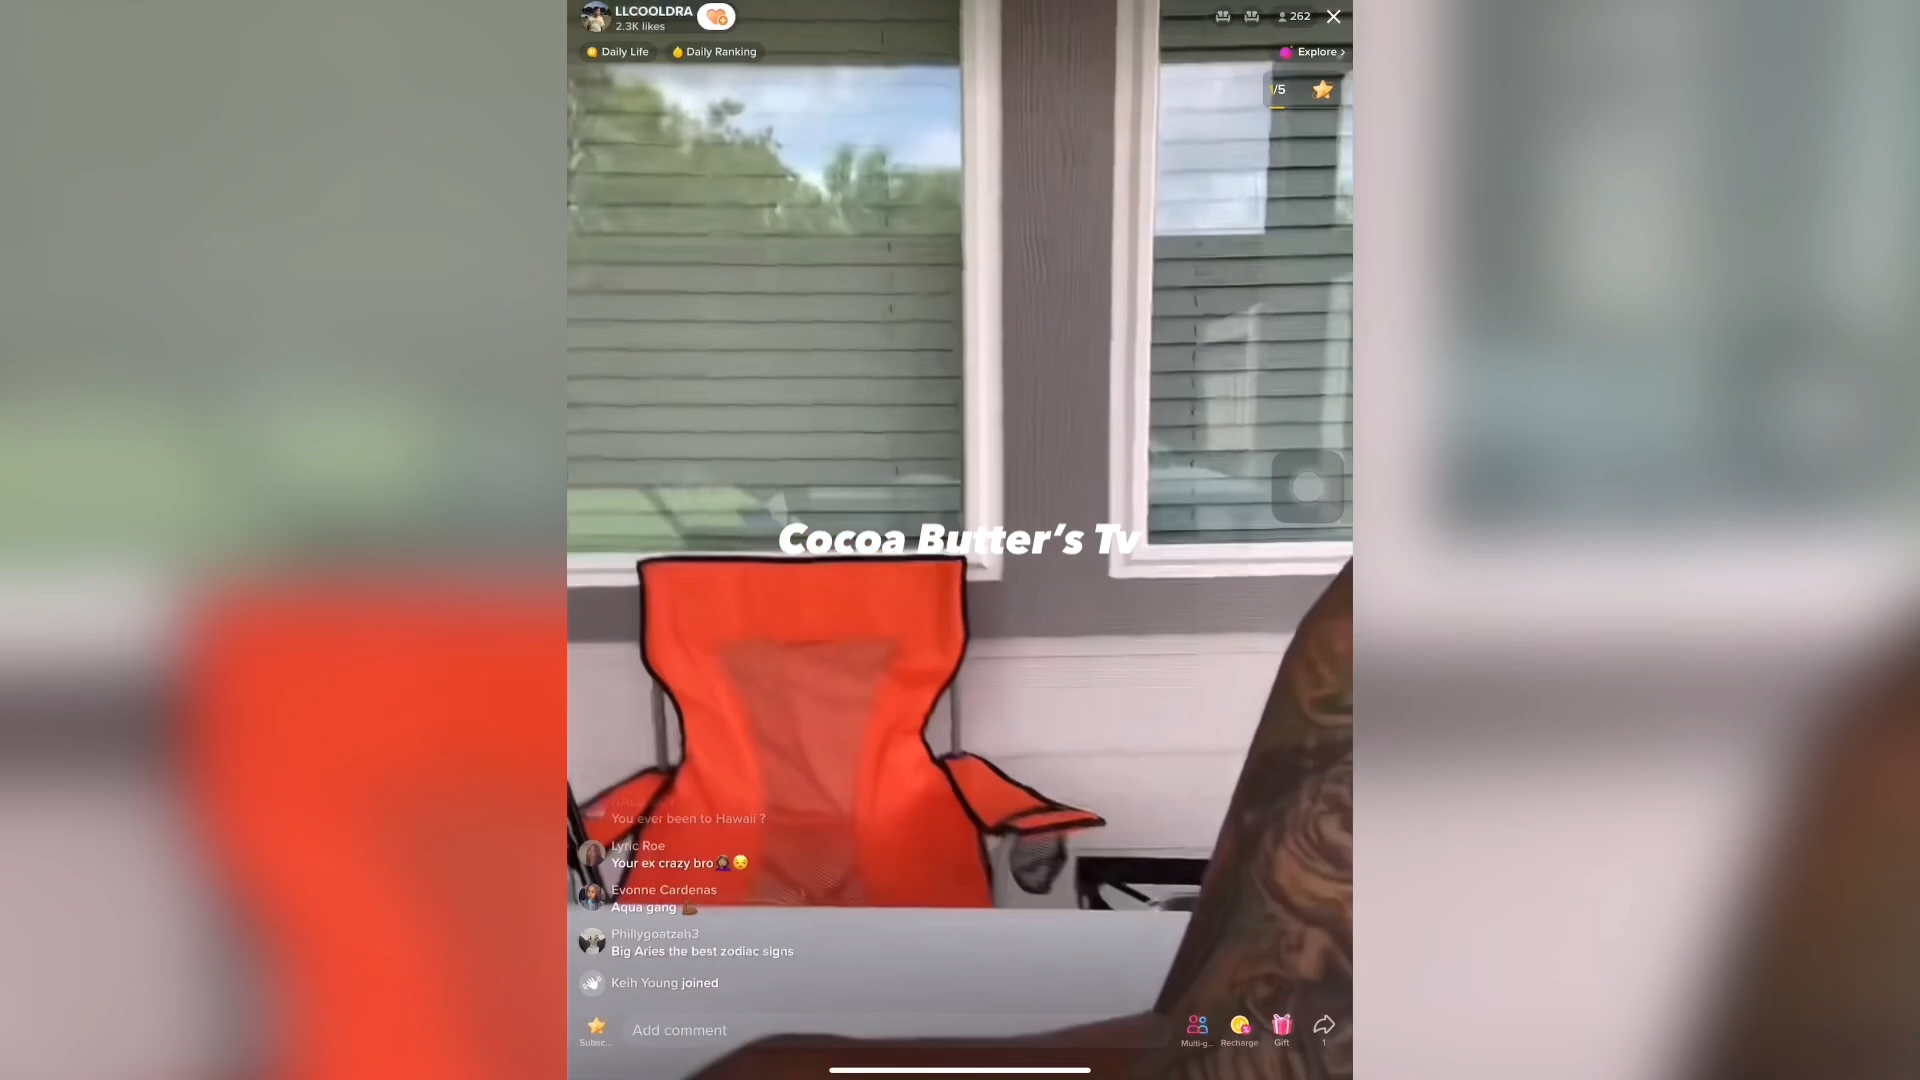 LLCOOLDRA
2.3K likes
262
Daily Life
Daily Ranking
Explore
/5
Cocoa Butter's Tv
You ever been to Hawaii ?
Lyric Roe
Your ex crazy bro🤦🏾‍♀️😒
Evonne Cardenas
Aqua gang 💪🏾
Phillygoatzah3
Big Aries the best zodiac signs
Keih Young joined
Add comment
Subsc...
Multi-g...
Recharge
Gift
1